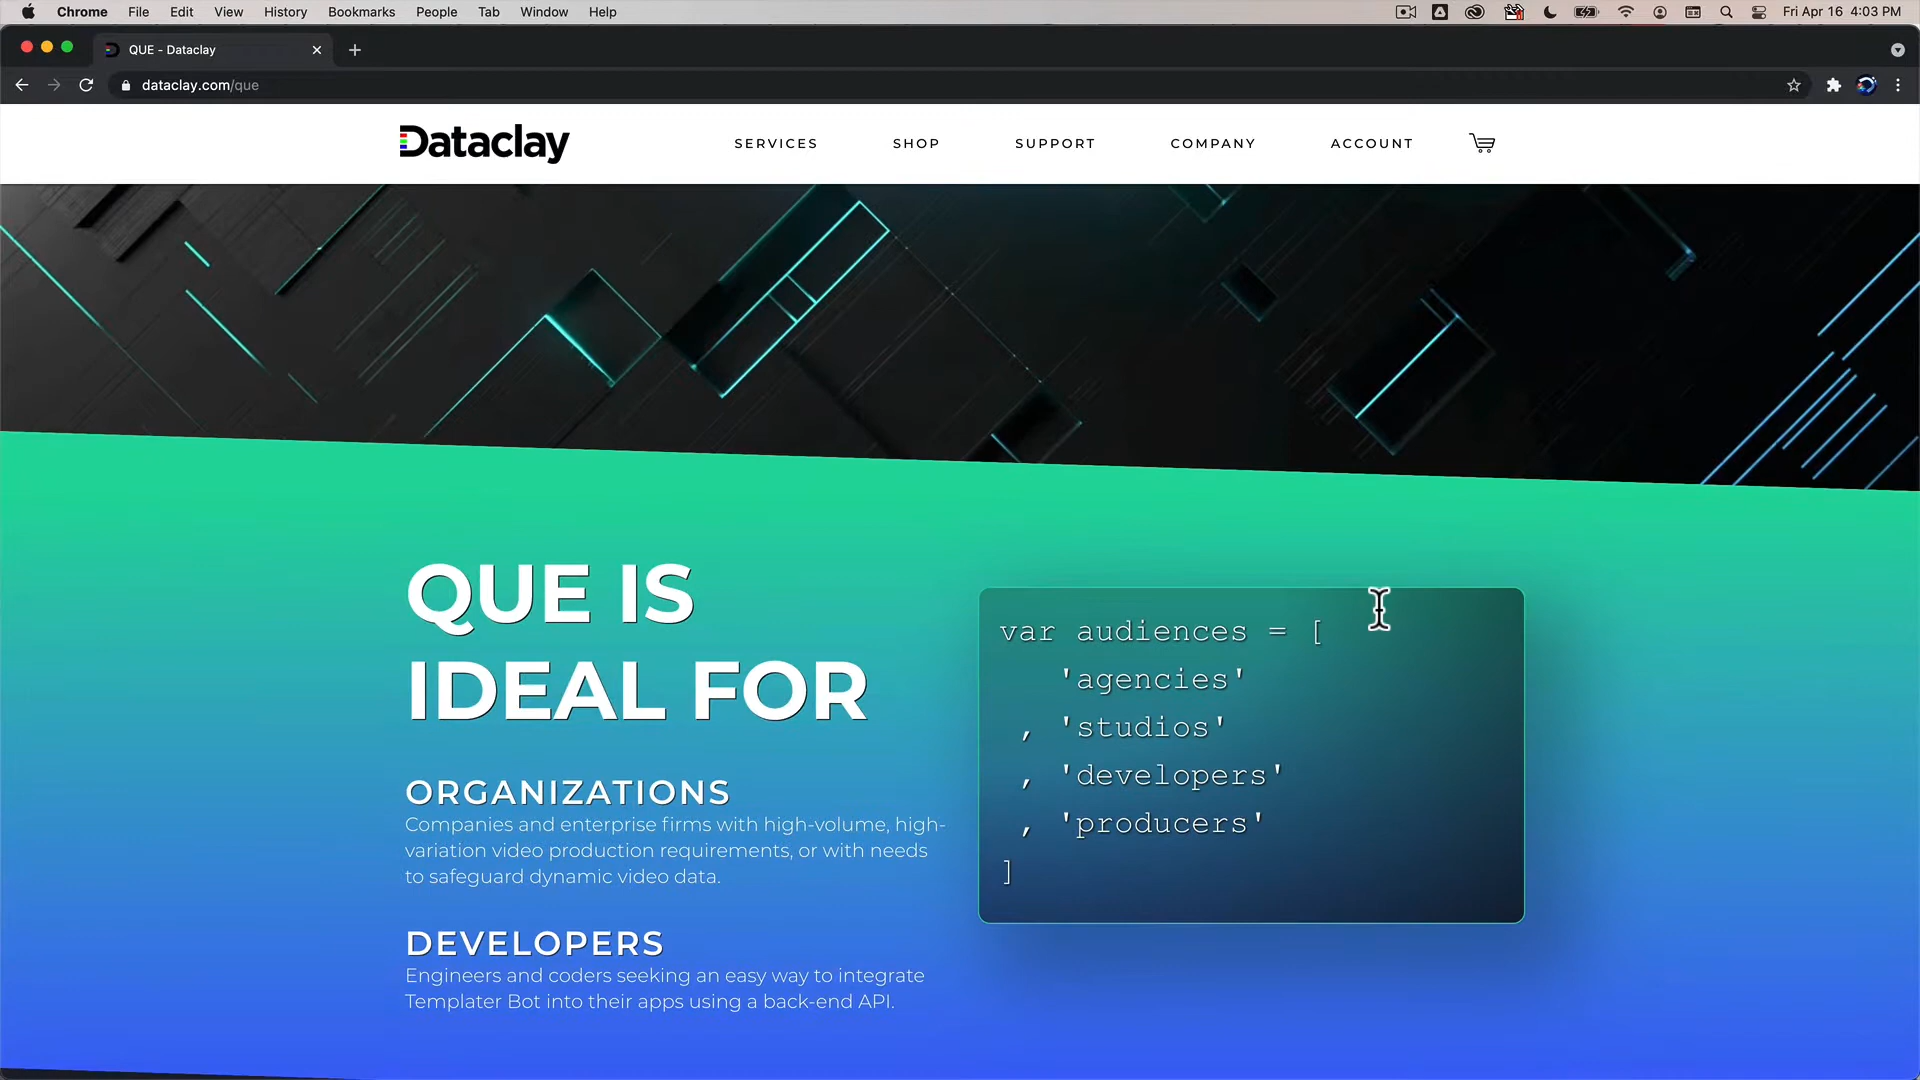 Chrome File Edit View History Bookmarks People Tab Window Help Fri Apr 16 4:03 PM
QUE - Dataclay
dataclay.com/que
Dataclay SERVICES SHOP SUPPORT COMPANY ACCOUNT
QUE IS
IDEAL FOR
ORGANIZATIONS
Companies and enterprise firms with high-volume, high-
variation video production requirements, or with needs
to safeguard dynamic video data.
DEVELOPERS
Engineers and coders seeking an easy way to integrate
Templater Bot into their apps using a back-end API.
var audiences = [
'agencies'
, 'studios'
, 'developers'
, 'producers'
]